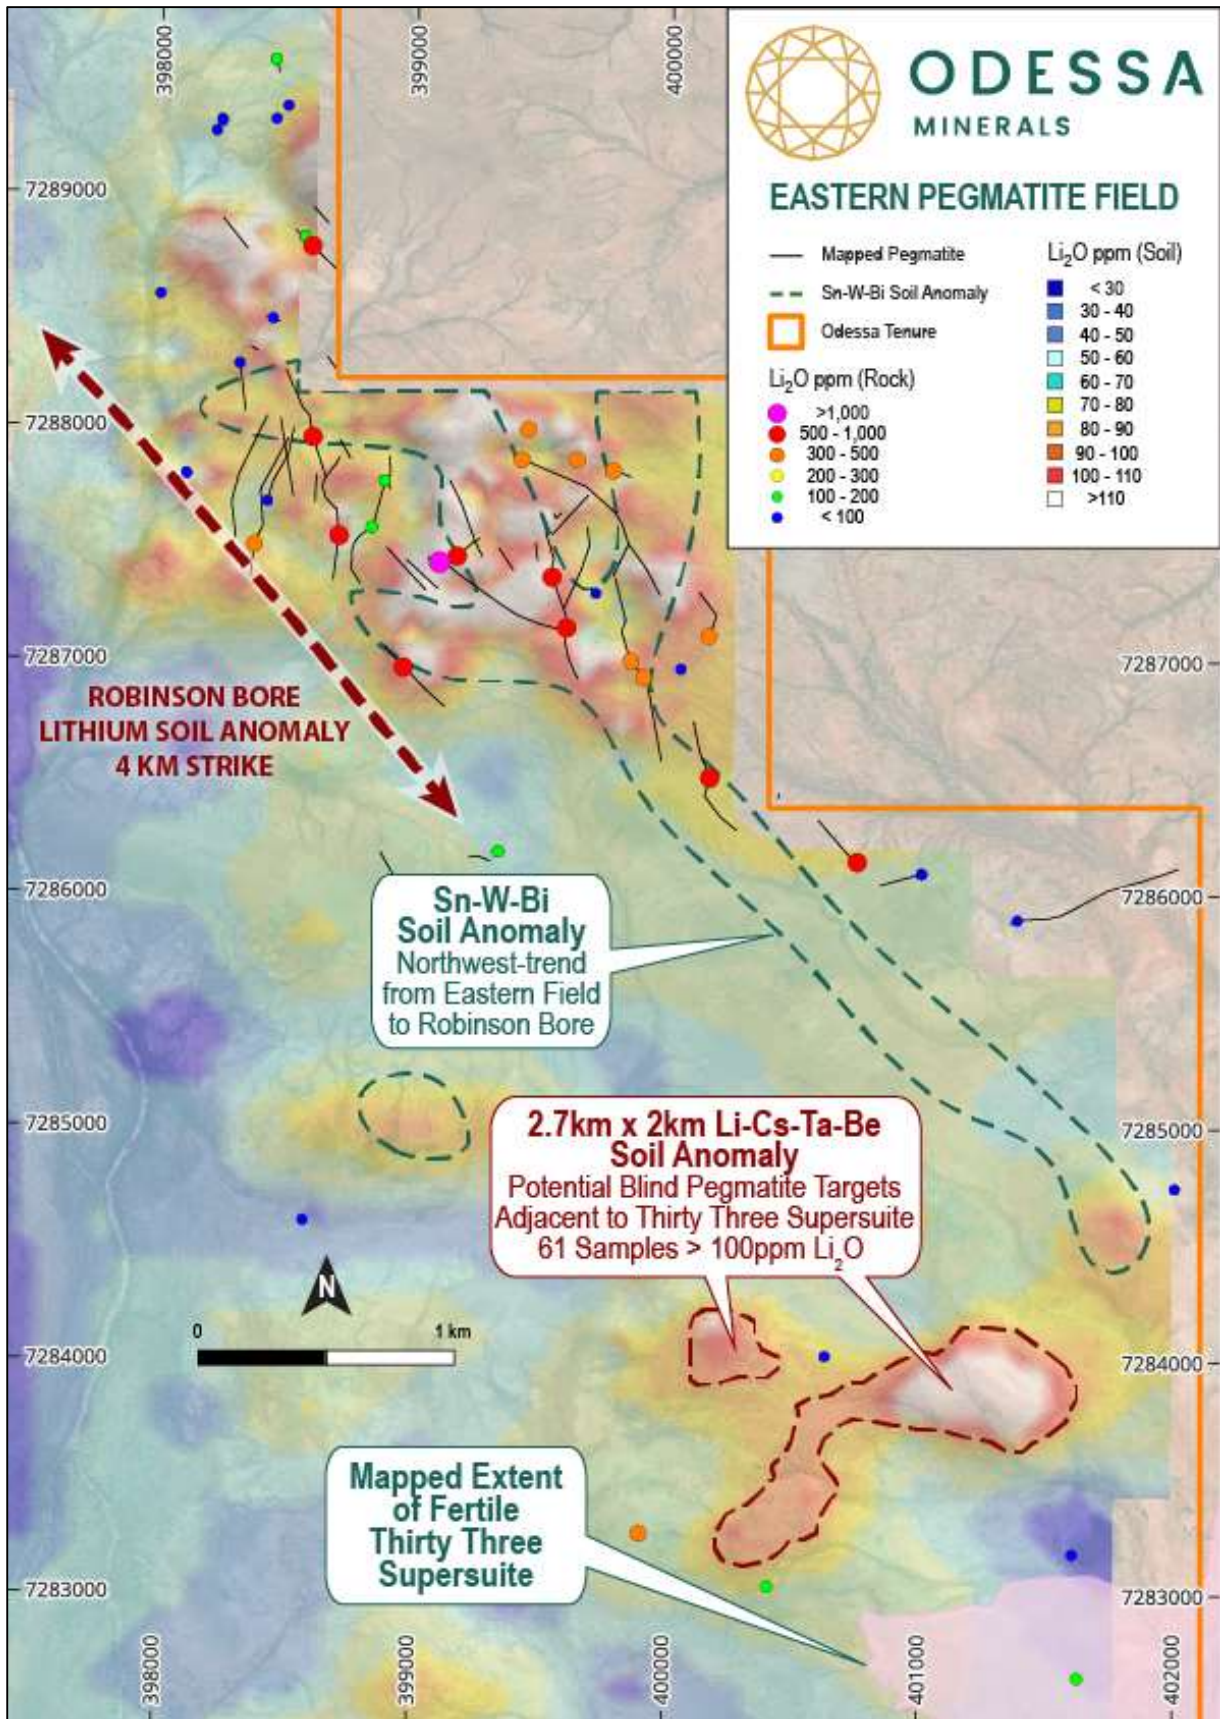 398000
399000
400000
ODESSA
MINERALS
EASTERN PEGMATITE FIELD
Mapped Pegmatite
Sn-W-Bi Soil Anomaly
Odessa Tenure
Li₂O ppm (Rock)
>1,000
500 - 1,000
300 - 500
200 - 300
100 - 200
< 100
Li₂O ppm (Soil)
< 30
30 - 40
40 - 50
50 - 60
60 - 70
70 - 80
80 - 90
90 - 100
100 - 110
>110
7289000
7288000
7287000
7287000
ROBINSON BORE
LITHIUM SOIL ANOMALY
4 KM STRIKE
7286000
7286000
Sn-W-Bi
Soil Anomaly
Northwest-trend
from Eastern Field
to Robinson Bore
7285000
7285000
2.7km x 2km Li-Cs-Ta-Be
Soil Anomaly
Potential Blind Pegmatite Targets
Adjacent to Thirty Three Supersuite
61 Samples > 100ppm Li₂O
N
0
1 km
7284000
7284000
Mapped Extent
of Fertile
Thirty Three
Supersuite
7283000
7283000
398000
399000
400000
401000
402000